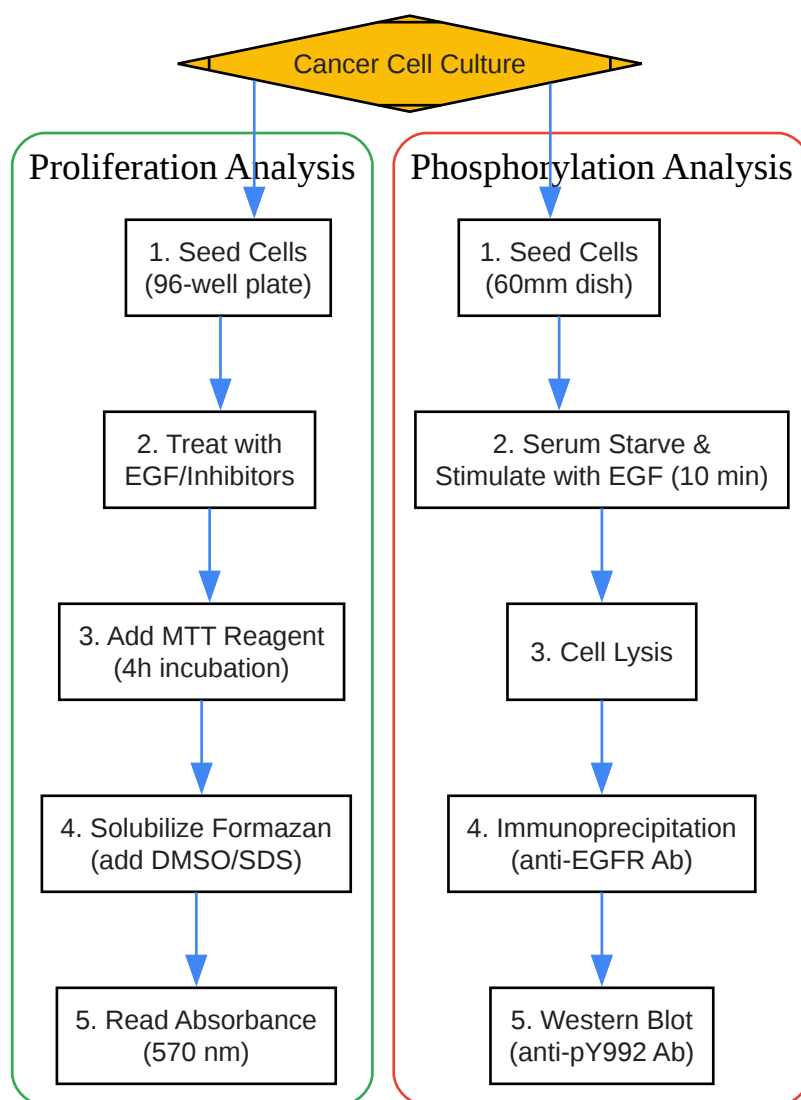 Cancer Cell Culture
Proliferation Analysis
1. Seed Cells
(96-well plate)
2. Treat with
EGF/Inhibitors
3. Add MTT Reagent
(4h incubation)
4. Solubilize Formazan
(add DMSO/SDS)
5. Read Absorbance
(570 nm)
Phosphorylation Analysis
1. Seed Cells
(60mm dish)
2. Serum Starve &
Stimulate with EGF (10 min)
3. Cell Lysis
4. Immunoprecipitation
(anti-EGFR Ab)
5. Western Blot
(anti-pY992 Ab)